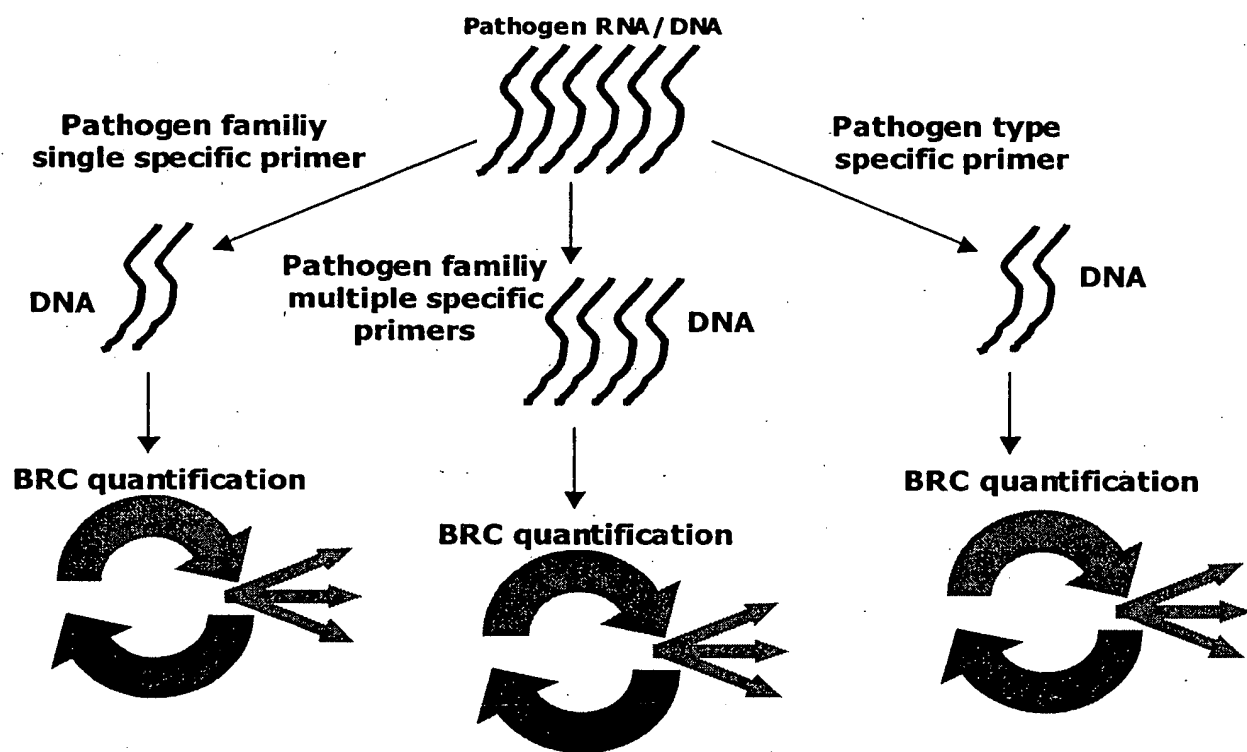 Pathogen RNA/DNA
Pathogen familiy
single specific primer
Pathogen type
specific primer
DNA
Pathogen familiy
multiple specific
primers
DNA
DNA
BRC quantification
BRC quantification
BRC quantification